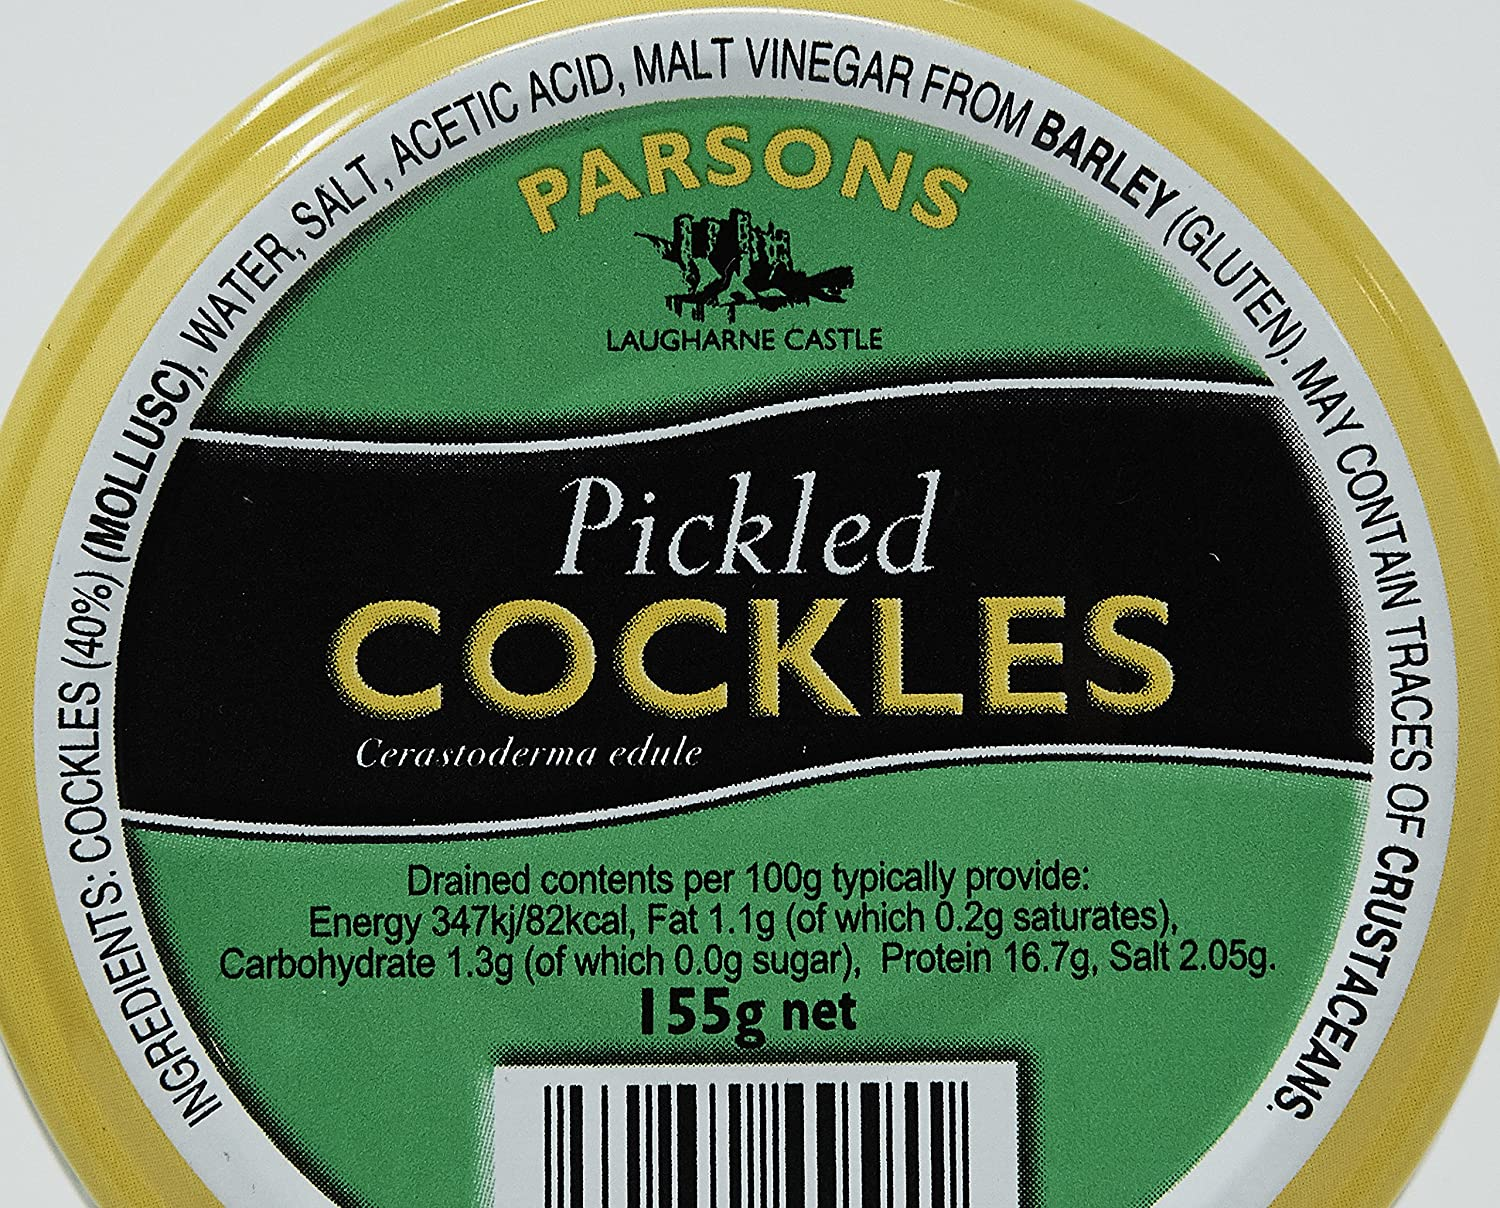 INGREDIENTS: COCKLES (40%) (MOLLUSC), WATER, SALT, ACETIC ACID, MALT VINEGAR FROM BARLEY (GLUTEN). MAY CONTAIN TRACES OF CRUSTACEANS.
PARSONS
LAUGHARNE CASTLE
Pickled
COCKLES
Cerastoderma edule
Drained contents per 100g typically provide:
Energy 347kj/82kcal, Fat 1.1g (of which 0.2g saturates),
Carbohydrate 1.3g (of which 0.0g sugar), Protein 16.7g, Salt 2.05g.
155g net